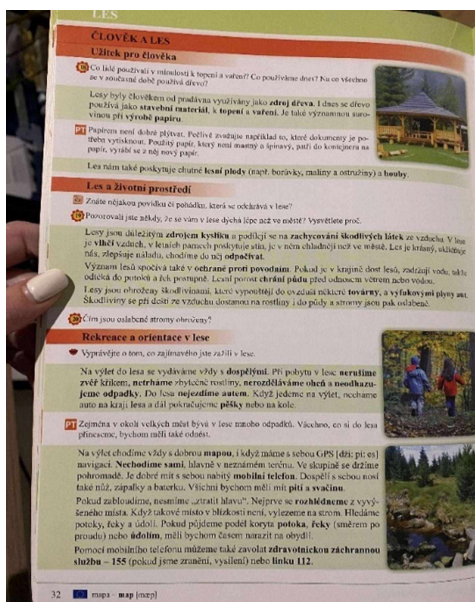 LES
ČLOVĚK A LES
Užitek pro člověka
Co lidé používali v minulosti k topení a vaření? Co používáme dnes? Na co všechno
se v současné době používá dřevo?
Lesy byly člověkem od pradávna využívány jako zdroj dřeva. I dnes se dřevo
používá jako stavební materiál, k topení a vaření. Je také významnou suro-
vinou při výrobě papíru.
PT Papírem není dobré plýtvat. Pečlivě zvažujte například to, které dokumenty je po-
třeba vytisknout. Použitý papír, který není mastný a špinavý, patří do kontejneru na
papír, vyrábí se z něj nový papír.
Les nám také poskytuje chutné lesní plody (např. borůvky, maliny a ostružiny) a houby.
Les a životní prostředí
Znáte nějakou povídku či pohádku, která se odehrává v lese?
Pozorovali jste někdy, že se vám v lese dýchá lépe než ve městě? Vysvětlete proč.
Lesy jsou důležitým zdrojem kyslíku a podílejí se na zachycování škodlivých látek ze vzduchu. V lese
je vlhčí vzduch, v letních parnech poskytuje stín, je v něm chladněji než ve městě. Les je krásný, uklidňuje
nás, zlepšuje náladu, chodíme do něj odpočívat.
Význam lesů spočívá také v ochraně proti povodním. Pokud je v krajině dost lesů, zadržují vodu, takže
odtéká do potoků a řek postupně. Lesní porost chrání půdu před odnosem větrem nebo vodou.
Lesy jsou ohroženy škodlivinami, které vypouštějí do ovzduší některé továrny, a výfukovými plyny aut.
Škodliviny se při dešti ze vzduchu dostanou na rostliny i do půdy a stromy jsou pak oslabené.
Čím jsou oslabené stromy ohroženy?
Rekreace a orientace v lese
Vyprávějte o tom, co zajímavého jste zažili v lese.
Na výlet do lesa se vydáváme vždy s dospělými. Při pobytu v lese nerušíme
zvěř křikem, netrháme zbytečně rostliny, nerozděláváme oheň a neodhazu-
jeme odpadky. Do lesa nejezdíme autem. Když jedeme na výlet, necháme
auto na kraji lesa a dál pokračujeme pěšky nebo na kole.
PT Zejména v okolí velkých měst bývá v lese mnoho odpadků. Všechno, co si do lesa
přineseme, bychom měli také odnést.
Na výlet chodíme vždy s dobrou mapou, i když máme s sebou GPS [dží: pí: es]
navigaci. Nechodíme sami, hlavně v neznámém terénu. Ve skupině se držíme
pohromadě. Je dobré mít s sebou nabitý mobilní telefon. Dospělí s sebou nosí
také nůž, zápalky a baterku. Všichni bychom měli mít pití a svačinu.
Pokud zabloudíme, nesmíme „ztratit hlavu“. Nejprve se rozhlédneme z vyvý-
šeného místa. Když takové místo v blízkosti není, vylezeme na strom. Hledáme
potoky, řeky a údolí. Pokud půjdeme podél koryta potoka, řeky (směrem po
proudu) nebo údolím, měli bychom časem narazit na obydlí.
Pomocí mobilního telefonu můžeme také zavolat zdravotnickou záchrannou
službu – 155 (pokud jsme zranění, vysílení) nebo linku 112.
32 mapa – map [mæp]